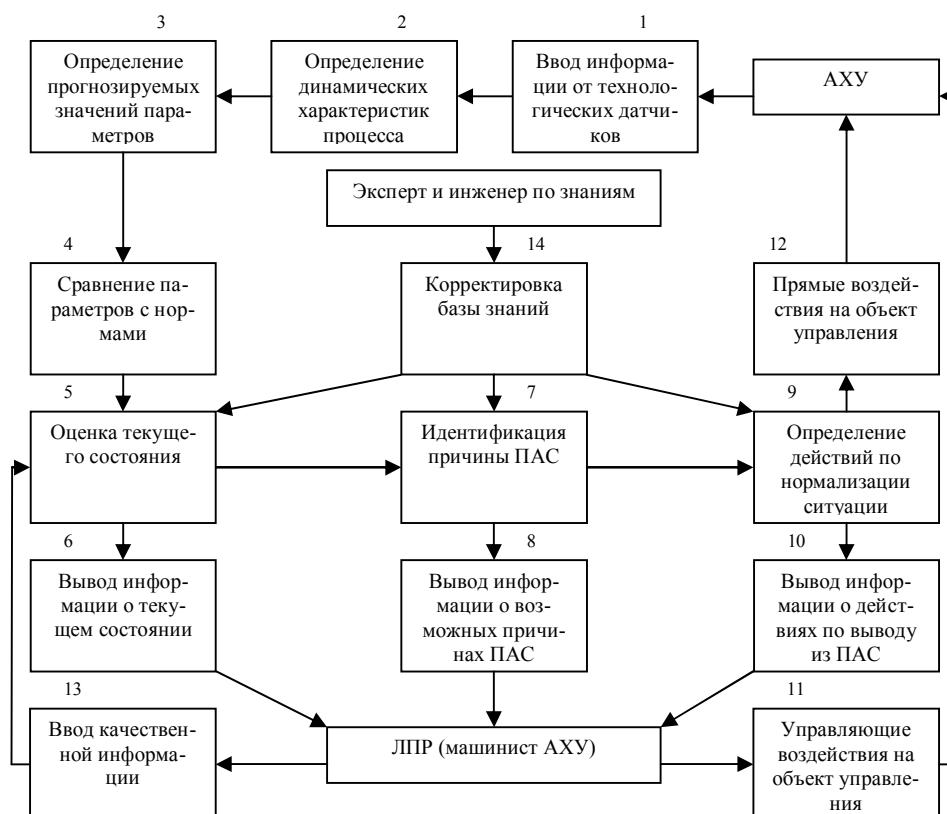 3
2
1
Определение
прогнозируемых
значений пара-
метров
Определение
динамических
характеристик
процесса
Ввод информа-
ции от техноло-
гических датчи-
ков
АХУ
Эксперт и инженер по знаниям
4
14
12
Сравнение па-
раметров с нор-
мами
Корректировка
базы знаний
Прямые воздей-
ствия на объект
управления
5
7
9
Оценка текуще-
го состояния
Идентификация
причины ПАС
Определение
действий по
нормализации
ситуации
6
8
10
Вывод инфор-
мации о теку-
щем состоянии
Вывод инфор-
мации о воз-
можных причи-
нах ПАС
Вывод инфор-
мации о дейст-
виях по выводу
из ПАС
13
11
Ввод качествен-
ной информа-
ции
ЛПР (машинист АХУ)
Управляющие
воздействия на
объект управле-
ния